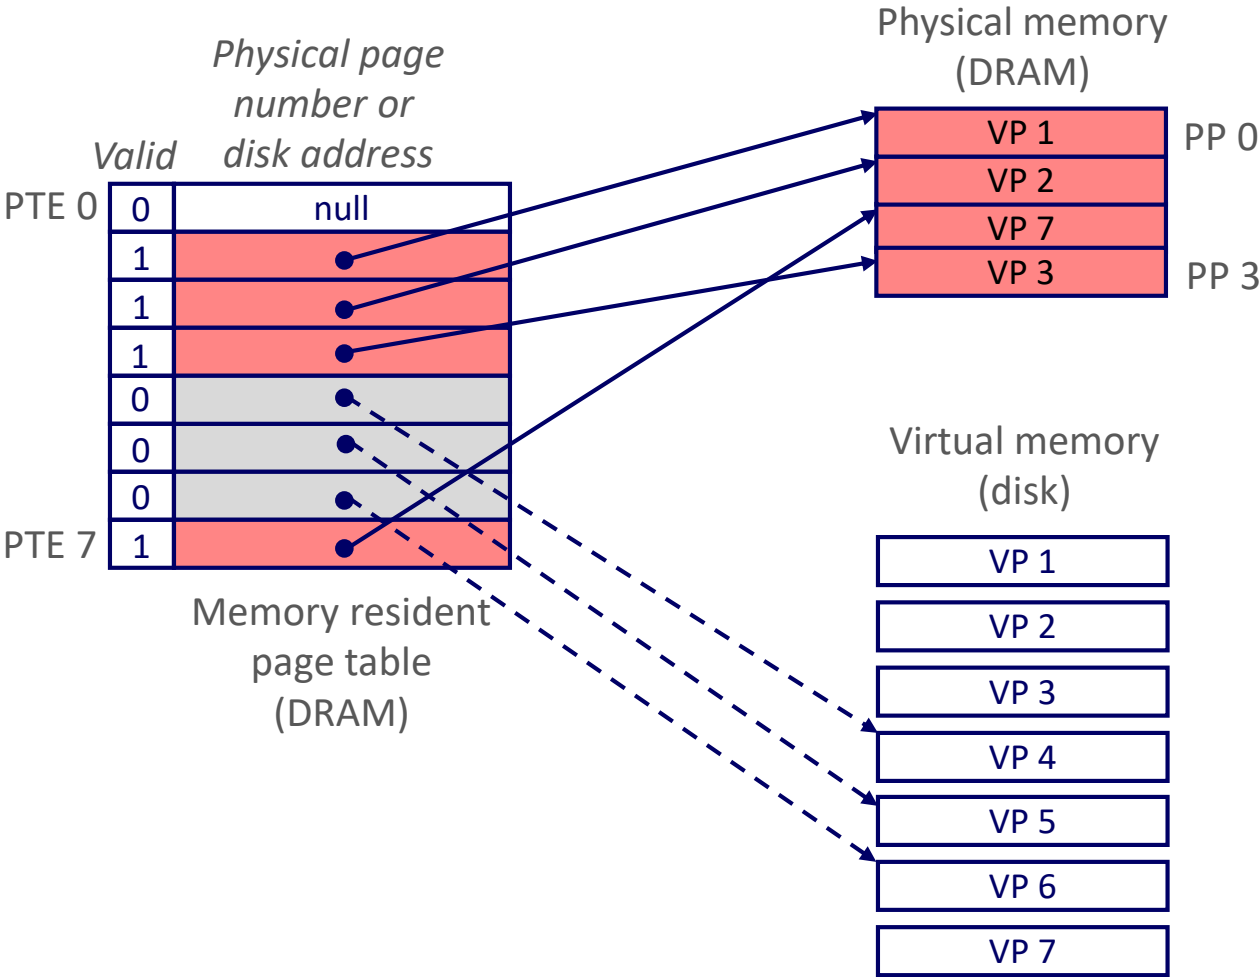 Physical memory
(DRAM)
Physical page
number or
disk address
Valid
VP 1
PP 0
VP 2
VP 7
VP 3
PP 3
PTE 0
0
null
1
1
1
0
0
0
PTE 7
1
Memory resident
page table
(DRAM)
Virtual memory
(disk)
VP 1
VP 2
VP 3
VP 4
VP 5
VP 6
VP 7